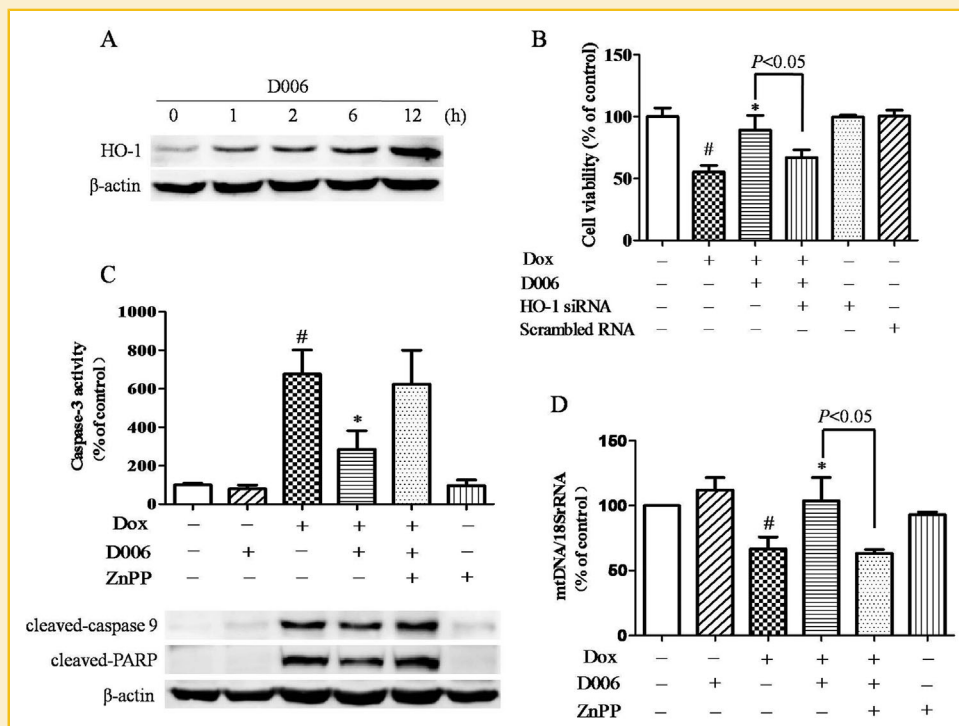 A
D006
0 1 2 6 12 (h)
HO-1
β-actin
B
Cell viability (% of control)
150
100
50
0
P<0.05
#
*
Dox – + + + – –
D006 – – + + – –
HO-1 siRNA – – – + + –
Scrambled RNA – – – – – +
C
Caspase-3 activity
(% of control)
800
600
400
200
0
#
*
Dox – – + + + –
D006 – + – + + –
ZnPP – – – – + +
cleaved-caspase 9
cleaved-PARP
β-actin
D
mtDNA/18SrRNA
(% of control)
150
100
50
0
P<0.05
#
*
Dox – – + + + –
D006 – + – + + –
ZnPP – – – – + +